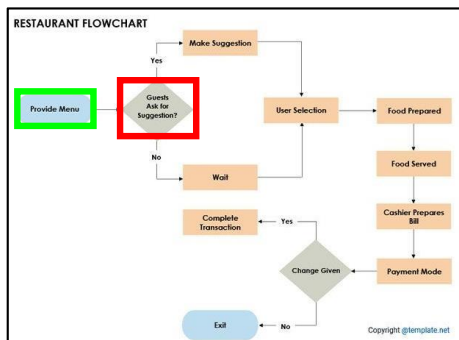 RESTAURANT FLOWCHART
Make Suggestion
Yes
Guests
Ask for
Suggestion?
Provide Menu
User Selection
Food Prepared
No
Wait
Food Served
Complete
Transaction
Yes
Cashier Prepares
Bill
Change Given
Payment Mode
Exit
No
Copyright @template.net